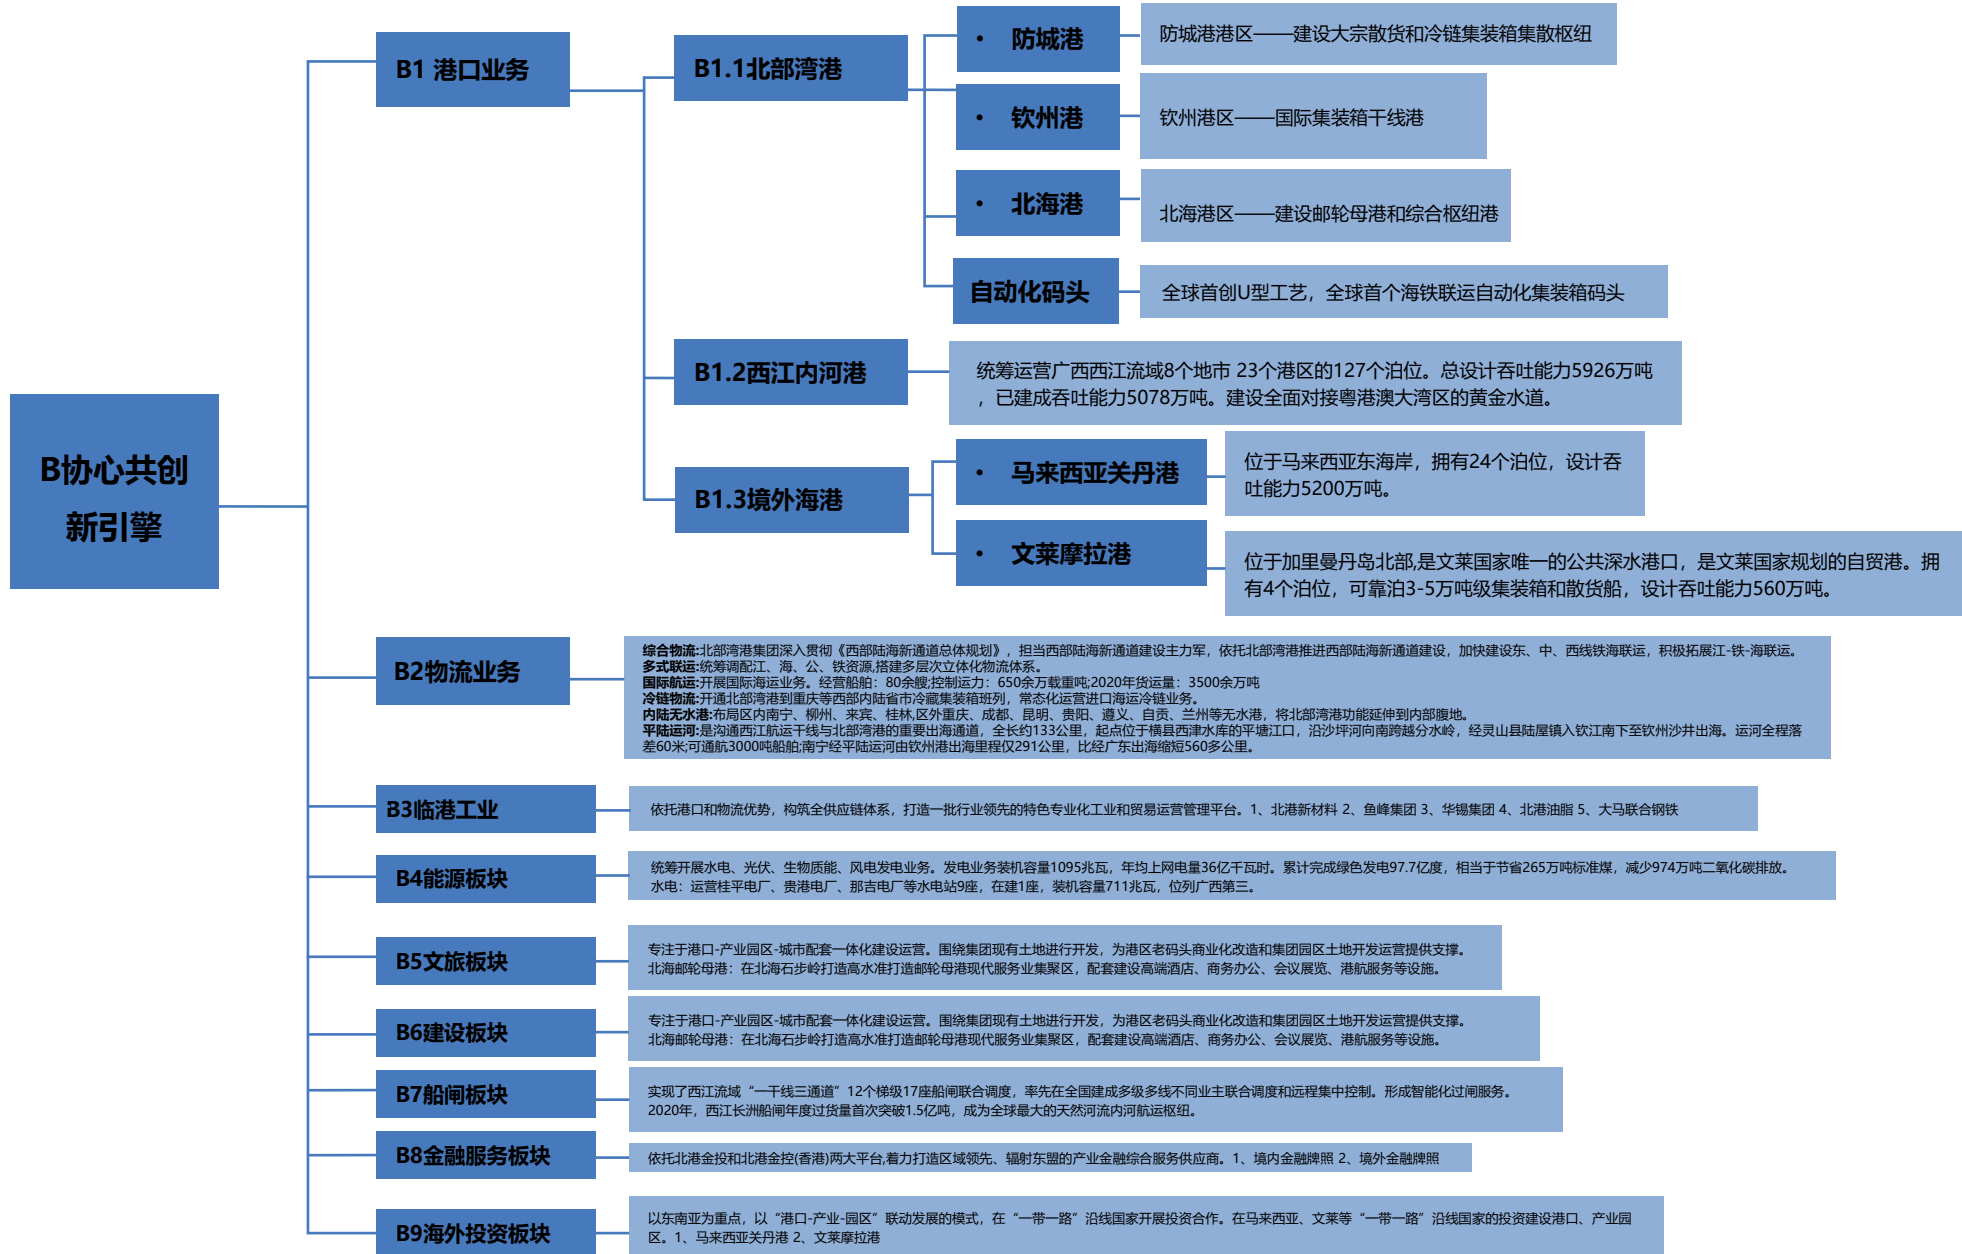 B协心共创
新引擎
B1 港口业务
B1.1北部湾港
• 防城港
防城港港区——建设大宗散货和冷链集装箱集散枢纽
• 钦州港
钦州港区——国际集装箱干线港
• 北海港
北海港区——建设邮轮母港和综合枢纽港
自动化码头
全球首创U型工艺，全球首个海铁联运自动化集装箱码头
B1.2西江内河港
统筹运营广西西江流域8个地市 23个港区的127个泊位。总设计吞吐能力5926万吨
，已建成吞吐能力5078万吨。建设全面对接粤港澳大湾区的黄金水道。
B1.3境外海港
• 马来西亚关丹港
位于马来西亚东海岸，拥有24个泊位，设计吞
吐能力5200万吨。
• 文莱摩拉港
位于加里曼丹岛北部,是文莱国家唯一的公共深水港口，是文莱国家规划的自贸港。拥
有4个泊位，可靠泊3-5万吨级集装箱和散货船，设计吞吐能力560万吨。
B2物流业务
综合物流:北部湾港集团深入贯彻《西部陆海新通道总体规划》，担当西部陆海新通道建设主力军，依托北部湾港推进西部陆海新通道建设，加快建设东、中、西线铁海联运，积极拓展江-铁-海联运。
多式联运:统筹调配江、海、公、铁资源,搭建多层次立体化物流体系。
国际航运:开展国际海运业务。经营船舶：80余艘;控制运力：650余万载重吨;2020年货运量：3500余万吨
冷链物流:开通北部湾港到重庆等西部内陆省市冷藏集装箱班列，常态化运营进口海运冷链业务。
内陆无水港:布局区内南宁、柳州、来宾、桂林,区外重庆、成都、昆明、贵阳、遵义、自贡、兰州等无水港，将北部湾港功能延伸到内部腹地。
平陆运河:是沟通西江航运干线与北部湾港的重要出海通道，全长约133公里，起点位于横县西津水库的平塘江口，沿沙坪河向南跨越分水岭，经灵山县陆屋镇入钦江南下至钦州沙井出海。运河全程落
差60米;可通航3000吨船舶;南宁经平陆运河由钦州港出海里程仅291公里，比经广东出海缩短560多公里。
B3临港工业
依托港口和物流优势，构筑全供应链体系，打造一批行业领先的特色专业化工业和贸易运营管理平台。1、北港新材料 2、鱼峰集团 3、华锡集团 4、北港油脂 5、大马联合钢铁
B4能源板块
统筹开展水电、光伏、生物质能、风电发电业务。发电业务装机容量1095兆瓦，年均上网电量36亿千瓦时。累计完成绿色发电97.7亿度，相当于节省265万吨标准煤，减少974万吨二氧化碳排放。
水电：运营桂平电厂、贵港电厂、那吉电厂等水电站9座，在建1座，装机容量711兆瓦，位列广西第三。
B5文旅板块
专注于港口-产业园区-城市配套一体化建设运营。围绕集团现有土地进行开发，为港区老码头商业化改造和集团园区土地开发运营提供支撑。
北海邮轮母港：在北海石步岭打造高水准打造邮轮母港现代服务业集聚区，配套建设高端酒店、商务办公、会议展览、港航服务等设施。
B6建设板块
专注于港口-产业园区-城市配套一体化建设运营。围绕集团现有土地进行开发，为港区老码头商业化改造和集团园区土地开发运营提供支撑。
北海邮轮母港：在北海石步岭打造高水准打造邮轮母港现代服务业集聚区，配套建设高端酒店、商务办公、会议展览、港航服务等设施。
B7船闸板块
实现了西江流域“一干线三通道”12个梯级17座船闸联合调度，率先在全国建成多级多线不同业主联合调度和远程集中控制。形成智能化过闸服务。
2020年，西江长洲船闸年度过货量首次突破1.5亿吨，成为全球最大的天然河流内河航运枢纽。
B8金融服务板块
依托北港金投和北港金控(香港)两大平台,着力打造区域领先、辐射东盟的产业金融综合服务供应商。1、境内金融牌照 2、境外金融牌照
B9海外投资板块
以东南亚为重点，以“港口-产业-园区”联动发展的模式，在“一带一路”沿线国家开展投资合作。在马来西亚、文莱等“一带一路”沿线国家的投资建设港口、产业园
区。1、马来西亚关丹港 2、文莱摩拉港